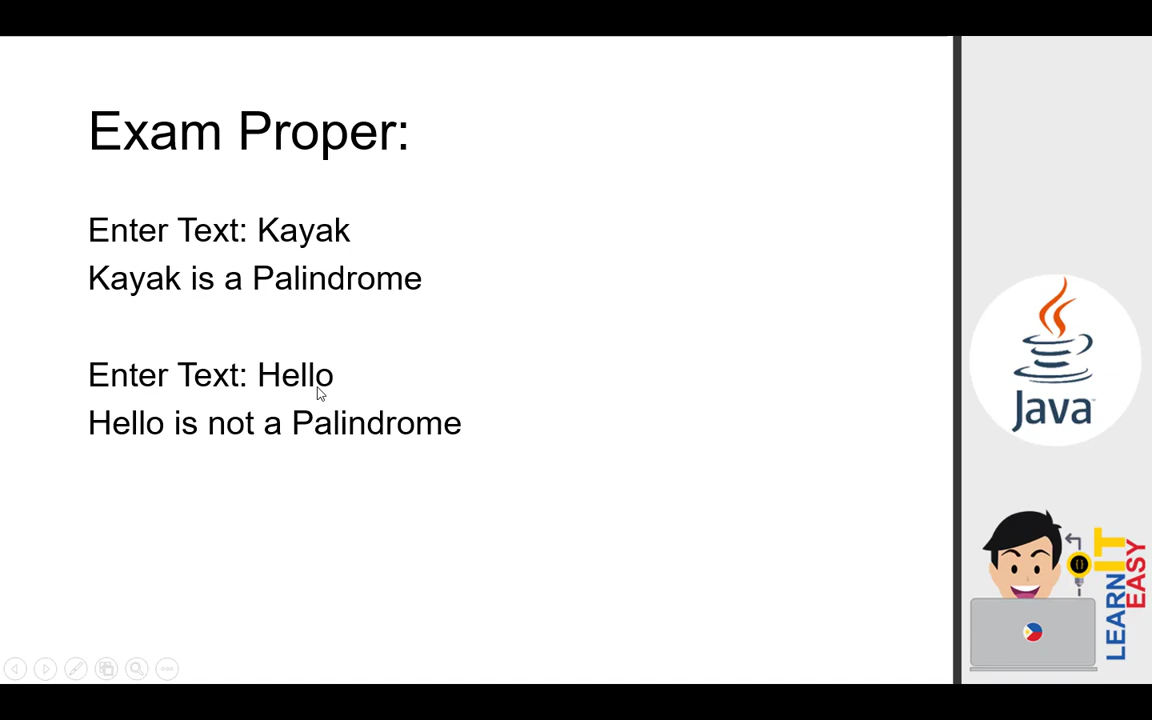 Exam Proper:
Enter Text: Kayak
Kayak is a Palindrome
Enter Text: Hello
Hello is not a Palindrome
Java
LEARN IT
EASY